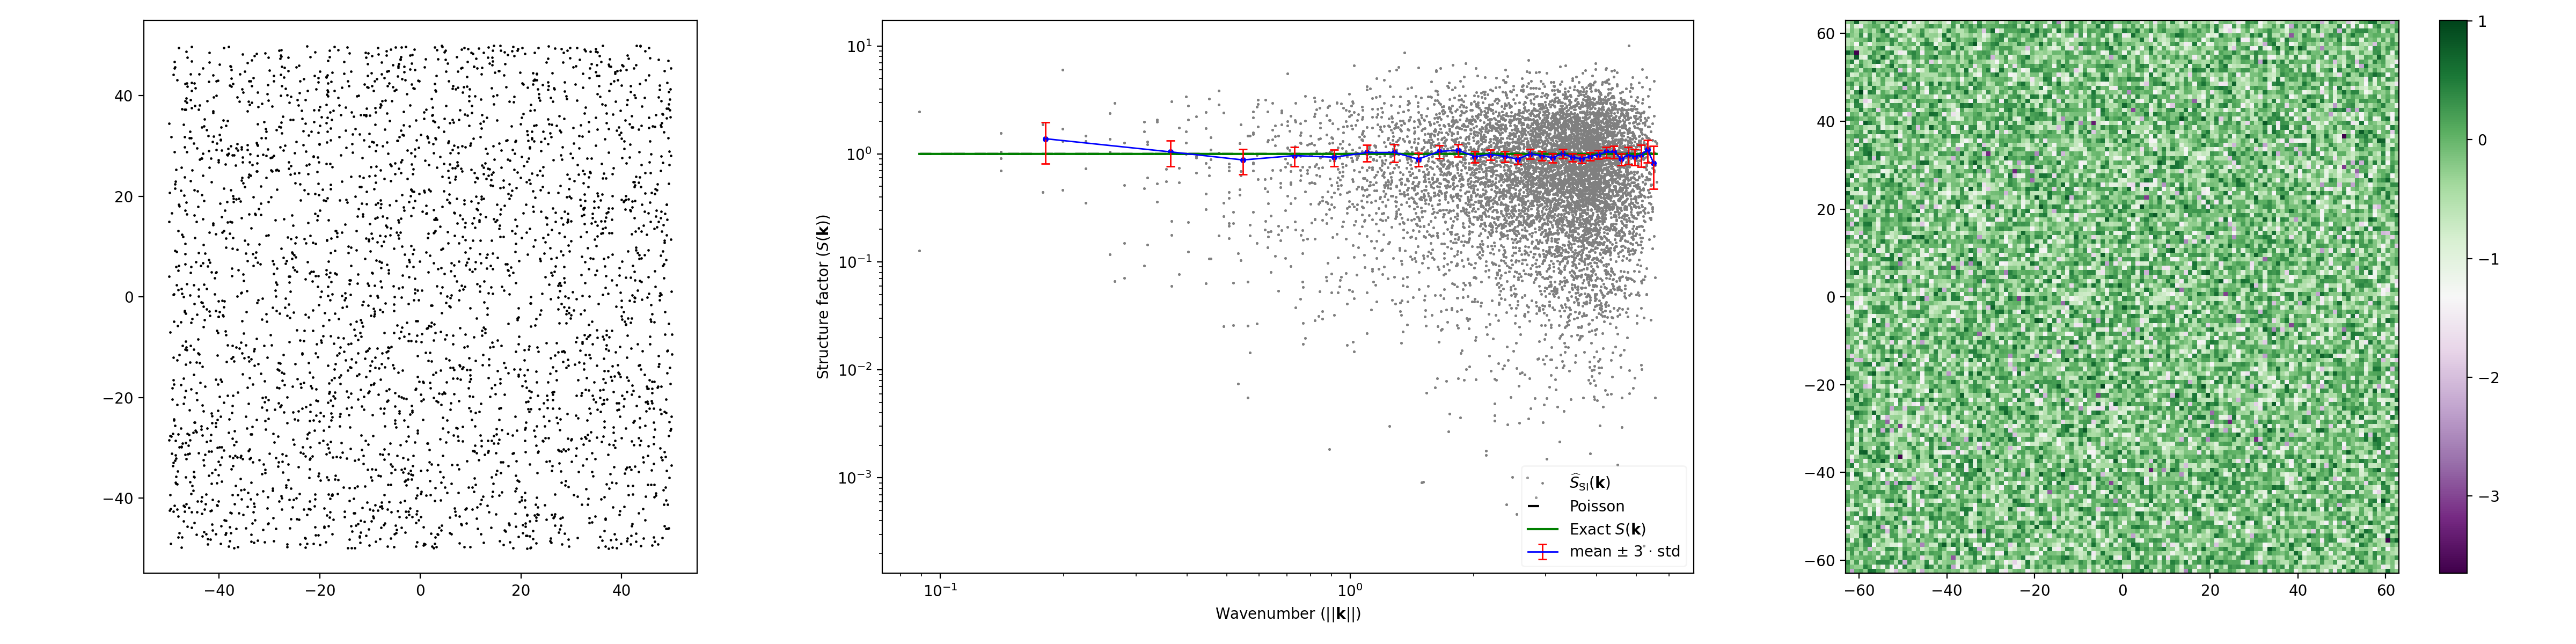 40
20
0
−20
−40
−40 −20 0 20 40
Structure factor (S(k))
10¹
10⁰
10⁻¹
10⁻²
10⁻³
10⁻¹ 10⁰
Wavenumber (||k||)
Ŝ_SI(k)
Poisson
Exact S(k)
mean ± 3 · std
60
40
20
0
−20
−40
−60
−60 −40 −20 0 20 40 60
1
0
−1
−2
−3